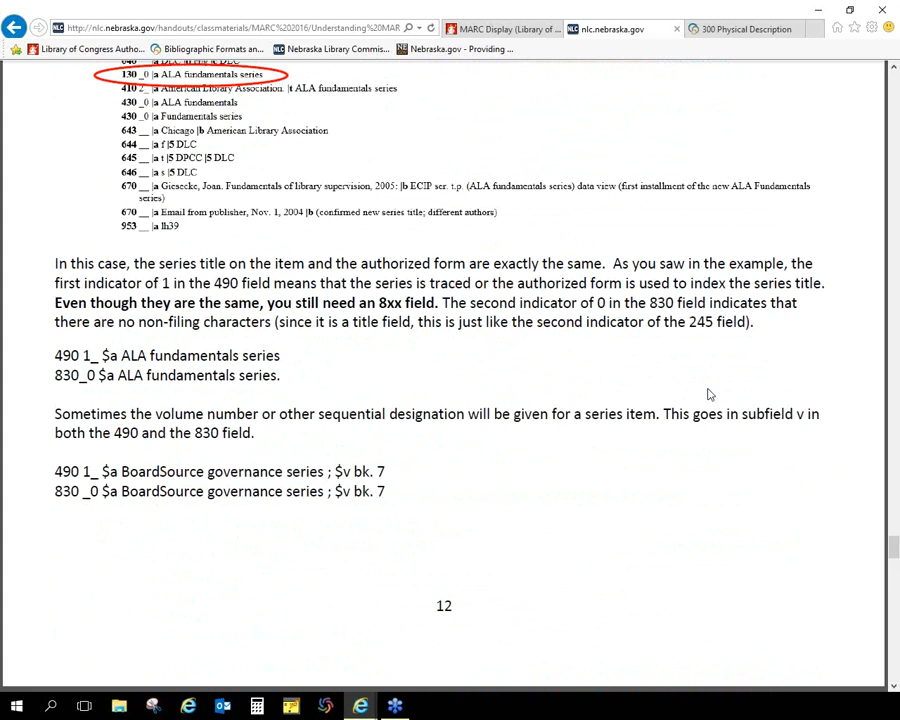 http://nlc.nebraska.gov/handouts/classmaterials/MARC%202016/Understanding%20MAR
MARC Display (Library of ...
nlc.nebraska.gov
300 Physical Description
Library of Congress Autho...
Bibliographic Formats an...
Nebraska Library Commis...
Nebraska.gov - Providing ...
040 __ |a DLC |b eng |c DLC
130 _0 |a ALA fundamentals series
410 2_ |a American Library Association. |t ALA fundamentals series
430 _0 |a ALA fundamentals
430 _0 |a Fundamentals series
643 __ |a Chicago |b American Library Association
644 __ |a f |5 DLC
645 __ |a t |5 DPCC |5 DLC
646 __ |a s |5 DLC
670 __ |a Giesecke, Joan. Fundamentals of library supervision, 2005: |b ECIP ser. t.p. (ALA fundamentals series) data view (first installment of the new ALA Fundamentals
series)
670 __ |a Email from publisher, Nov. 1, 2004 |b (confirmed new series title; different authors)
953 __ |a lh39
In this case, the series title on the item and the authorized form are exactly the same. As you saw in the example, the
first indicator of 1 in the 490 field means that the series is traced or the authorized form is used to index the series title.
Even though they are the same, you still need an 8xx field. The second indicator of 0 in the 830 field indicates that
there are no non-filing characters (since it is a title field, this is just like the second indicator of the 245 field).
490 1_ $a ALA fundamentals series
830_0 $a ALA fundamentals series.
Sometimes the volume number or other sequential designation will be given for a series item. This goes in subfield v in
both the 490 and the 830 field.
490 1_ $a BoardSource governance series ; $v bk. 7
830 _0 $a BoardSource governance series ; $v bk. 7
12